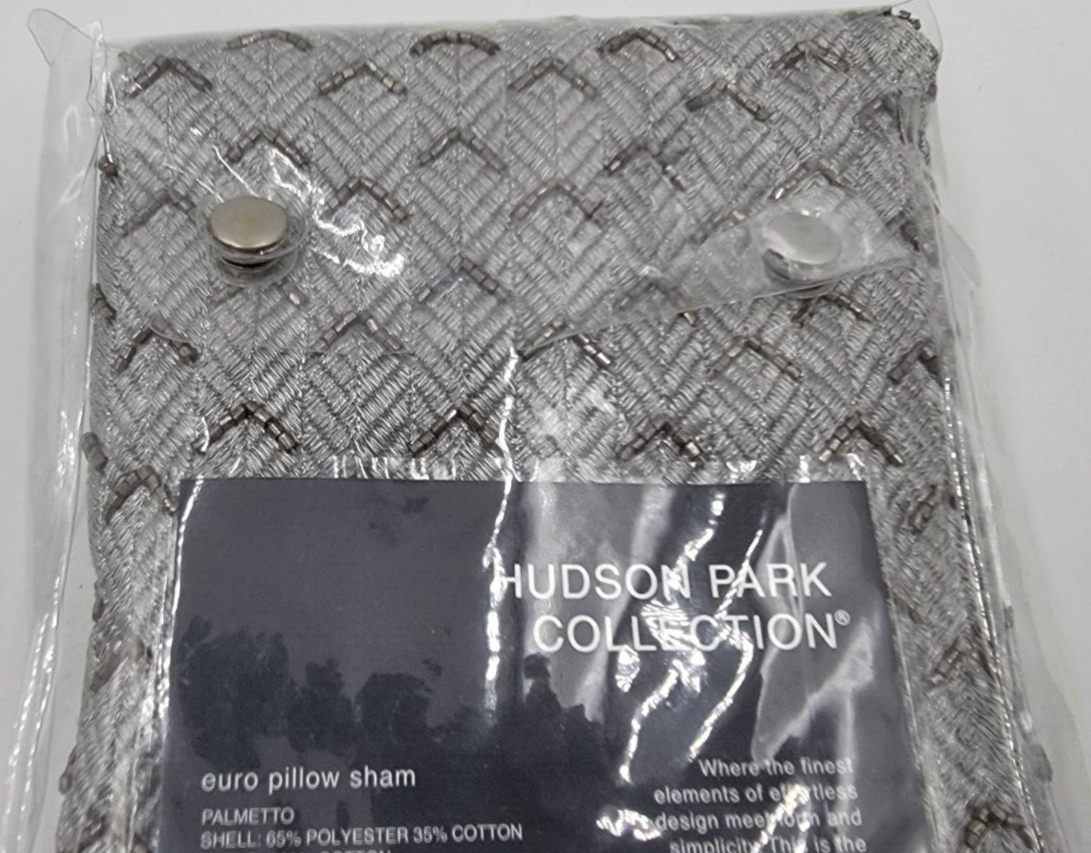 HUDSON PARK
COLLECTION®
euro pillow sham
PALMETTO
SHELL: 65% POLYESTER 35% COTTON
COTTON
Where the finest
elements of effortless
design meet form and
simplicity. This is the